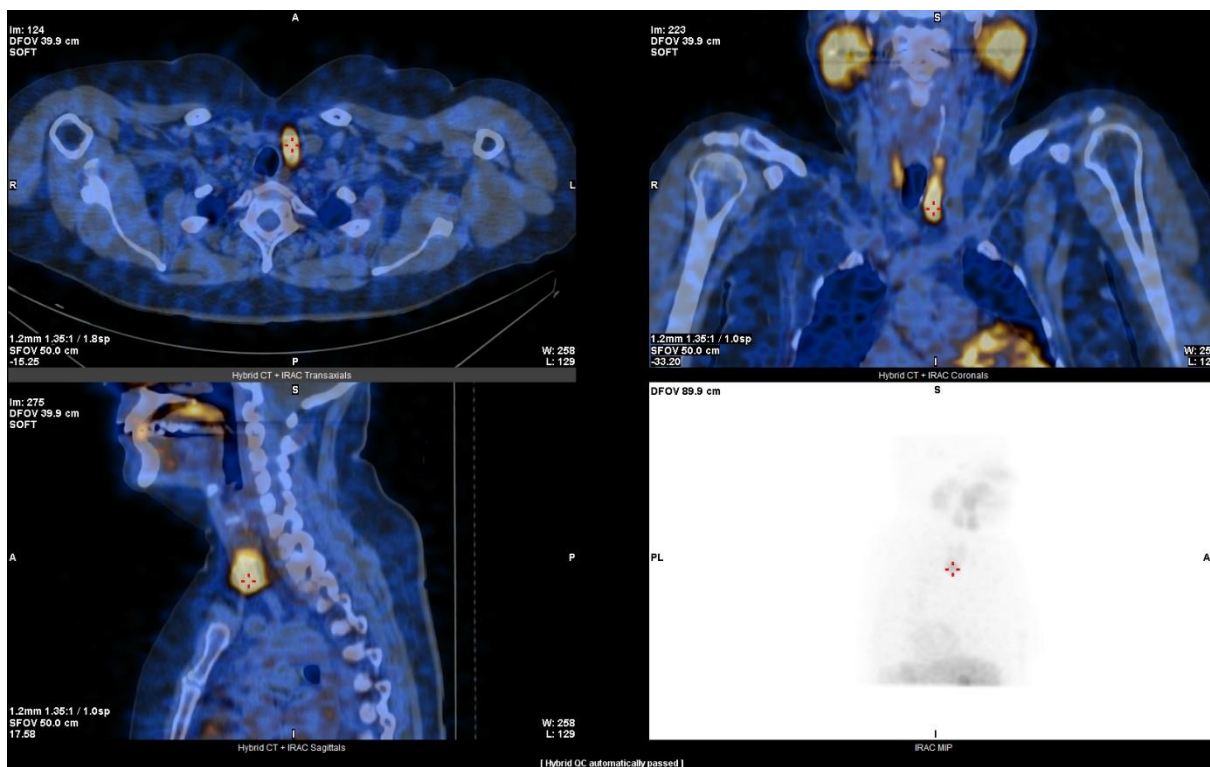 A
Im: 124
DFOV 39.9 cm
SOFT
R
L
1.2mm 1.35:1 / 1.8sp
SFOV 50.0 cm
-15.25
P
W: 258
L: 129
Hybrid CT + IRAC Transaxials
S
Im: 223
DFOV 39.9 cm
SOFT
R
L
1.2mm 1.35:1 / 1.0sp
SFOV 50.0 cm
-33.20
I
W: 25
L: 12
Hybrid CT + IRAC Coronals
S
Im: 275
DFOV 39.9 cm
SOFT
A
P
1.2mm 1.35:1 / 1.0sp
SFOV 50.0 cm
17.58
I
W: 258
L: 129
Hybrid CT + IRAC Sagittals
DFOV 89.9 cm
S
PL
A
I
IRAC MIP
[ Hybrid QC automatically passed ]